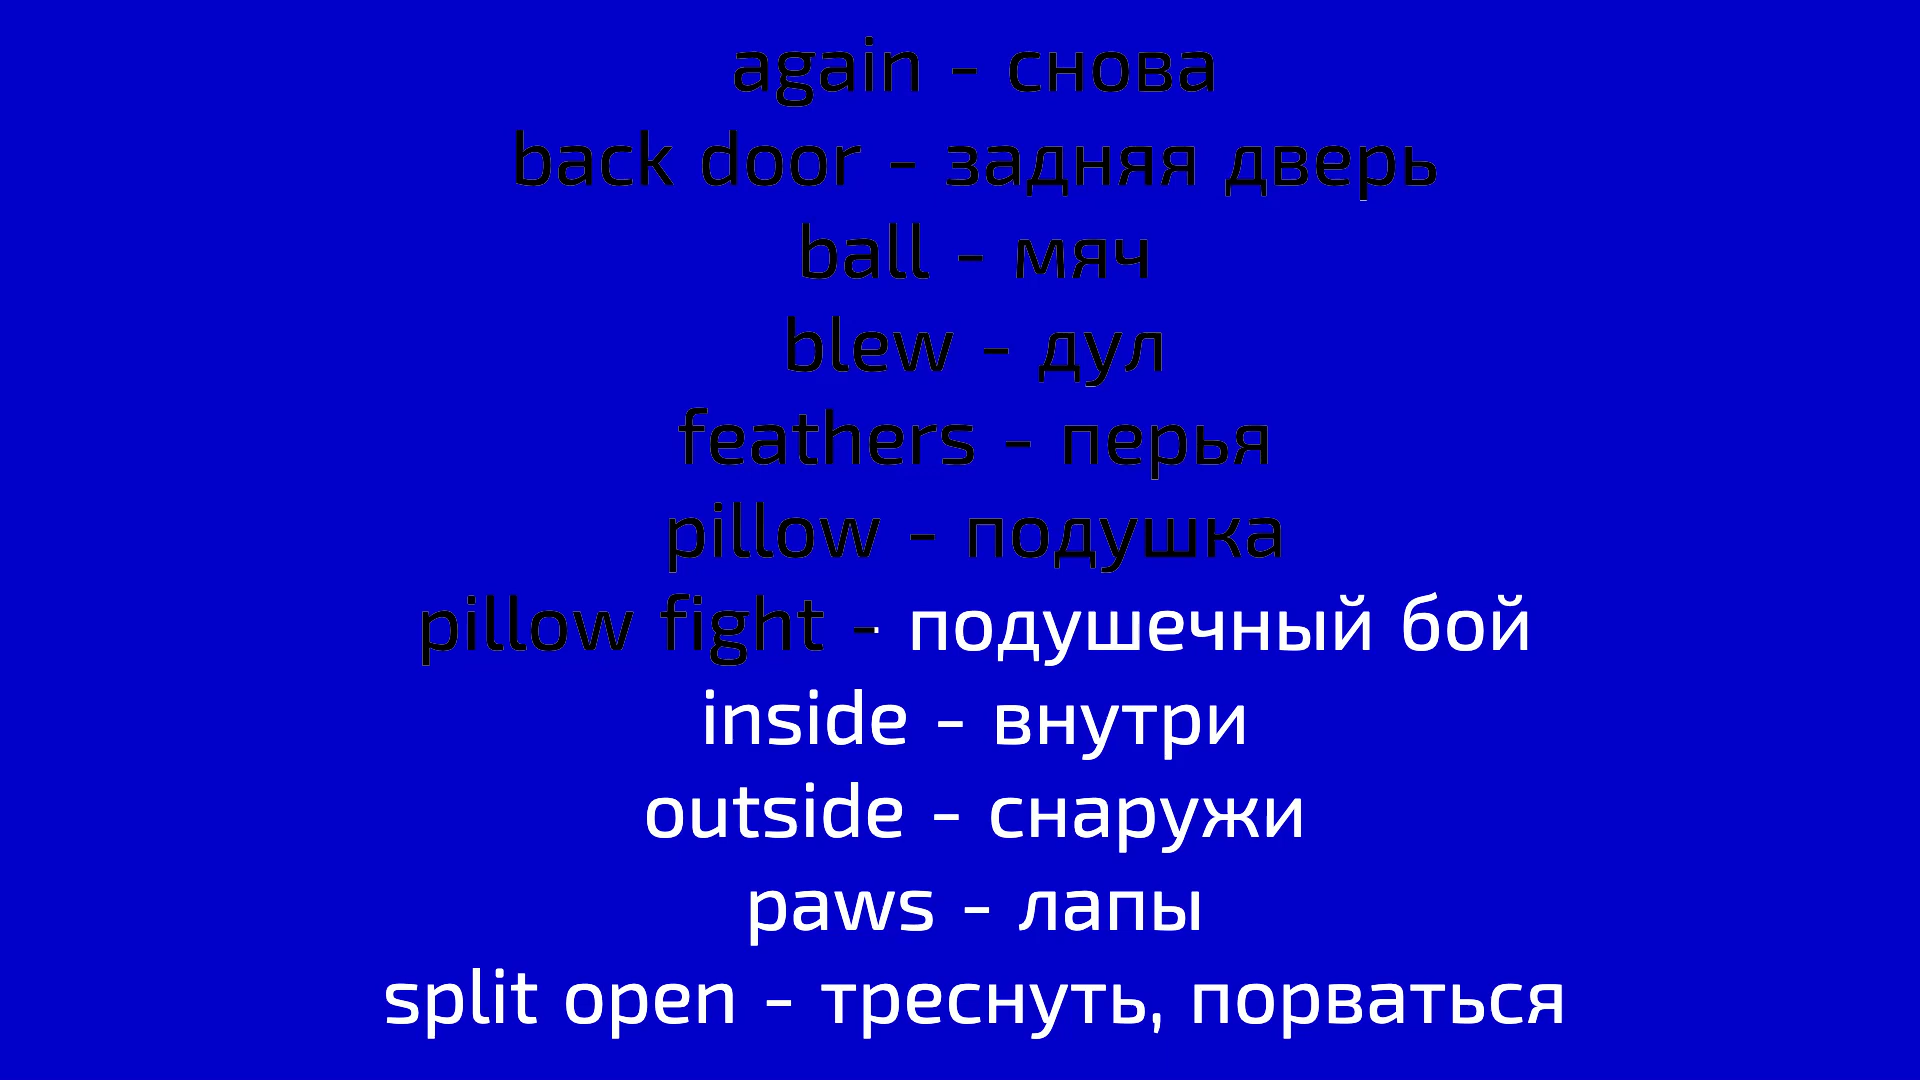 again - снова
back door - задняя дверь
ball - мяч
blew - дул
feathers - перья
pillow - подушка
pillow fight - подушечный бой
inside - внутри
outside - снаружи
paws - лапы
split open - треснуть, порваться